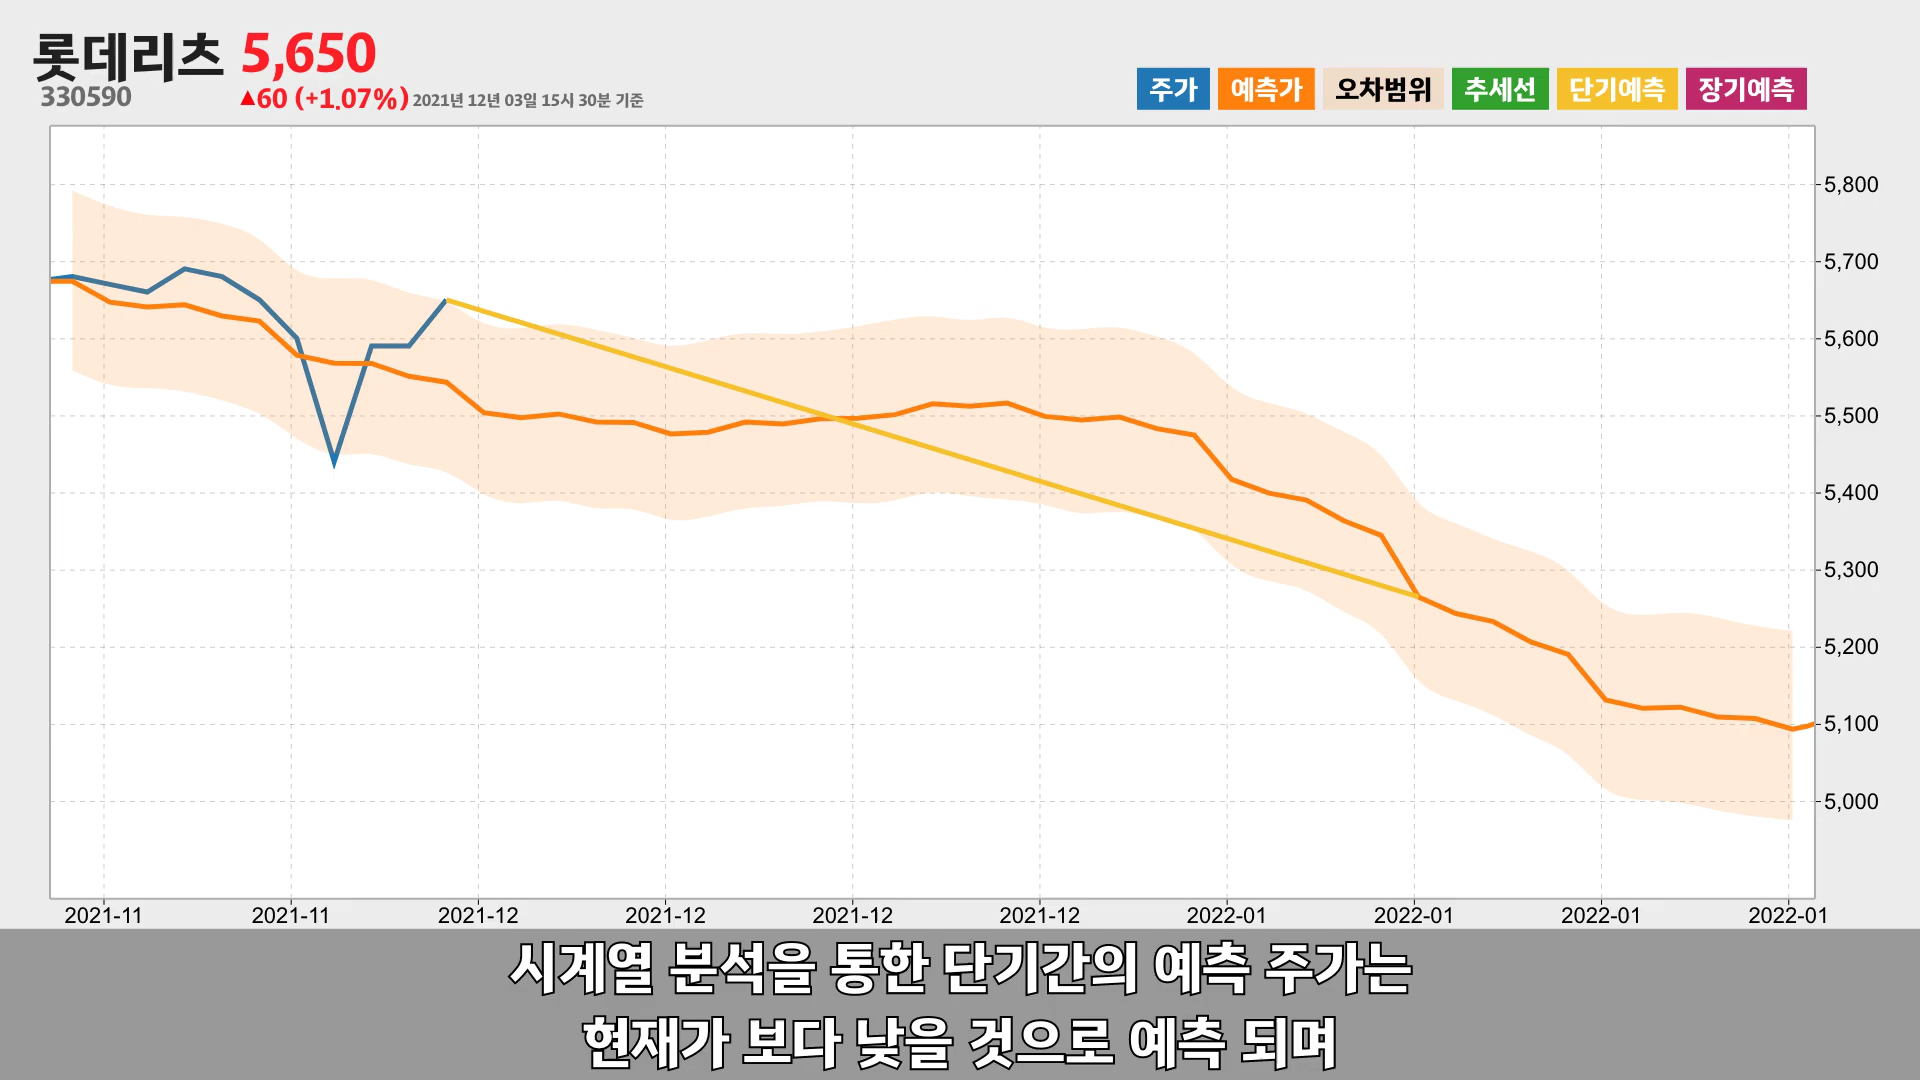 롯데리츠 5,650
330590 ▲60 (+1.07%) 2021년 12년 03일 15시 30분 기준
주가 예측가 오차범위 추세선 단기예측 장기예측
5,800
5,700
5,600
5,500
5,400
5,300
5,200
5,100
5,000
2021-11 2021-11 2021-12 2021-12 2021-12 2021-12 2022-01 2022-01 2022-01 2022-01
시계열 분석을 통한 단기간의 예측 주가는
현재가 보다 낮을 것으로 예측 되며